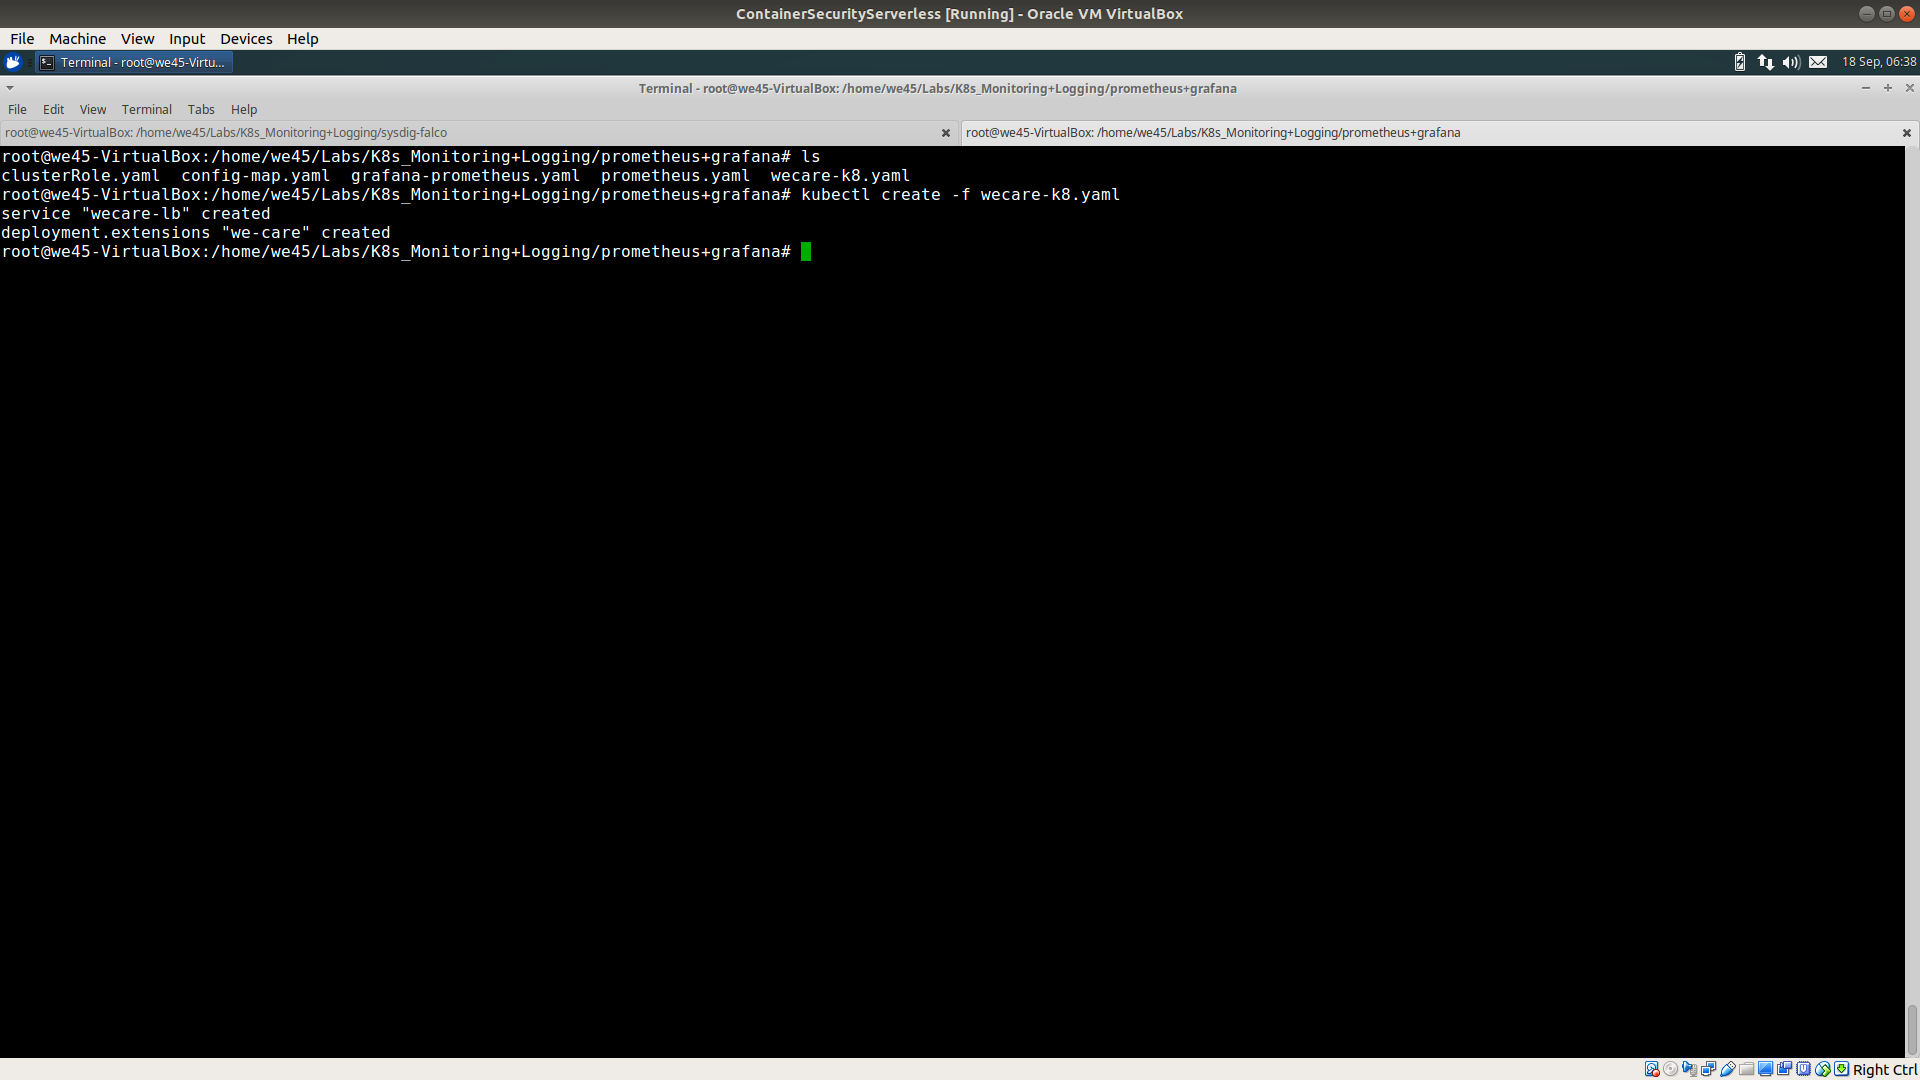 ContainerSecurityServerless [Running] - Oracle VM VirtualBox
File Machine View Input Devices Help
Terminal - root@we45-Virtu...
18 Sep, 06:38
Terminal - root@we45-VirtualBox: /home/we45/Labs/K8s_Monitoring+Logging/prometheus+grafana
File Edit View Terminal Tabs Help
root@we45-VirtualBox: /home/we45/Labs/K8s_Monitoring+Logging/sysdig-falco
root@we45-VirtualBox: /home/we45/Labs/K8s_Monitoring+Logging/prometheus+grafana
root@we45-VirtualBox:/home/we45/Labs/K8s_Monitoring+Logging/prometheus+grafana# ls
clusterRole.yaml  config-map.yaml  grafana-prometheus.yaml  prometheus.yaml  wecare-k8.yaml
root@we45-VirtualBox:/home/we45/Labs/K8s_Monitoring+Logging/prometheus+grafana# kubectl create -f wecare-k8.yaml
service "wecare-lb" created
deployment.extensions "we-care" created
root@we45-VirtualBox:/home/we45/Labs/K8s_Monitoring+Logging/prometheus+grafana#
Right Ctrl